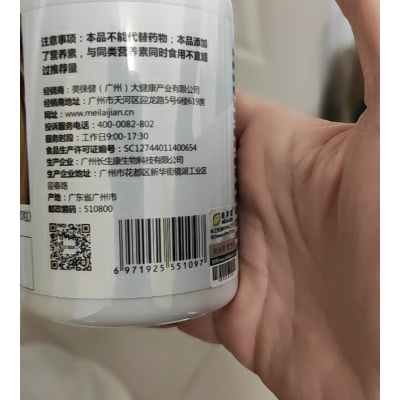 注意事项：本品不能代替药物；本品添加
了营养素，与同类营养素同时食用不宜超
过推荐量
经销商：美徕健（广州）大健康产业有限公司
经销商地址：广州市天河区迎龙路5号6楼619房
网址：www.meilaijian.cn
投诉服务电话：400-0082-802
服务时段：工作日9:00-17:30
食品生产许可证编号：SC12744011400654
生产企业：广州长生康生物科技有限公司
生产企业地址：广州市花都区新华街镜湖工业区
迎春路
产地：广东省广州市
邮政编码：510800
6 971925 551097